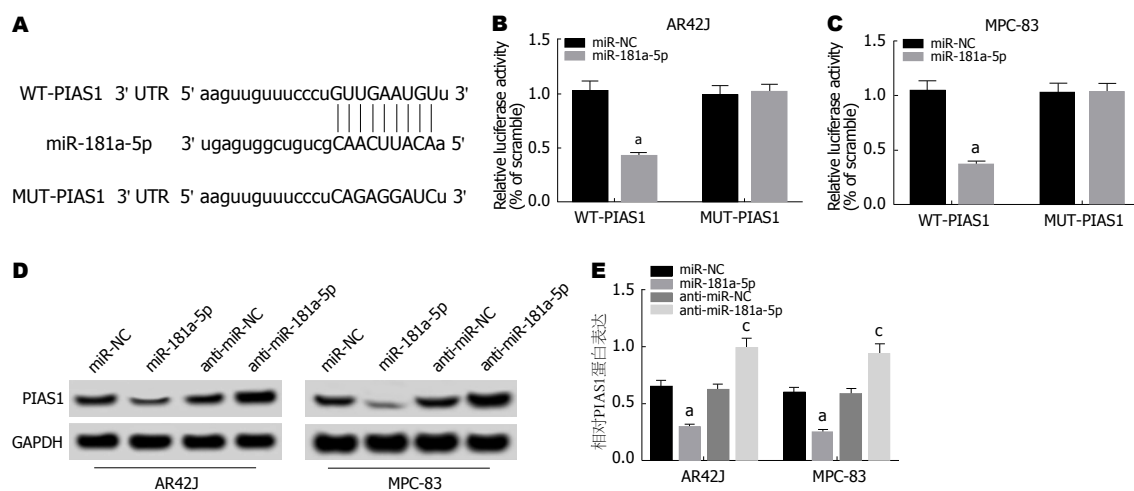 A
WT-PIAS1 3' UTR 5' aaguuguuucccuGUUGAAUGUu 3'
miR-181a-5p 3' ugaguggcugucgCAACUUACAa 5'
MUT-PIAS1 3' UTR 5' aaguuguuucccuCAGAGGAUCu 3'
B
AR42J
miR-NC
miR-181a-5p
Relative luciferase activity
(% of scramble)
1.5
1.0
0.5
0.0
a
WT-PIAS1 MUT-PIAS1
C
MPC-83
miR-NC
miR-181a-5p
Relative luciferase activity
(% of scramble)
1.5
1.0
0.5
0.0
a
WT-PIAS1 MUT-PIAS1
D
miR-NC miR-181a-5p anti-miR-NC anti-miR-181a-5p miR-NC miR-181a-5p anti-miR-NC anti-miR-181a-5p
PIAS1
GAPDH
AR42J MPC-83
E
miR-NC
miR-181a-5p
anti-miR-NC
anti-miR-181a-5p
相对PIAS1蛋白表达
1.5
1.0
0.5
0.0
a c a c
AR42J MPC-83